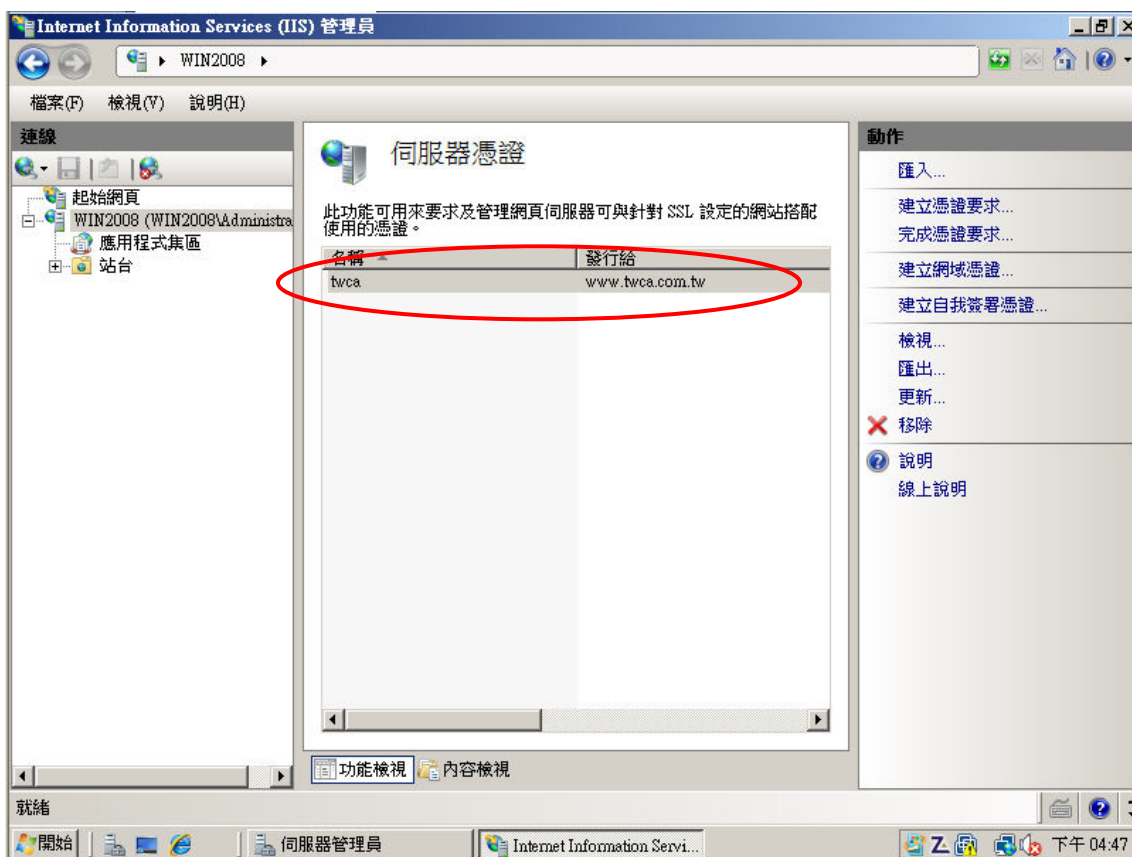 Internet Information Services (IIS) 管理員
WIN2008
檔案(F) 檢視(V) 說明(H)
連線
起始網頁
WIN2008 (WIN2008\Administra
應用程式集區
站台
伺服器憑證
此功能可用來要求及管理網頁伺服器可與針對 SSL 設定的網站搭配
使用的憑證。
名稱 發行給
twca www.twca.com.tw
功能檢視 內容檢視
動作
匯入...
建立憑證要求...
完成憑證要求...
建立網域憑證...
建立自我簽署憑證...
檢視...
匯出...
更新...
移除
說明
線上說明
就緒
開始 伺服器管理員 Internet Information Servi... 下午 04:47